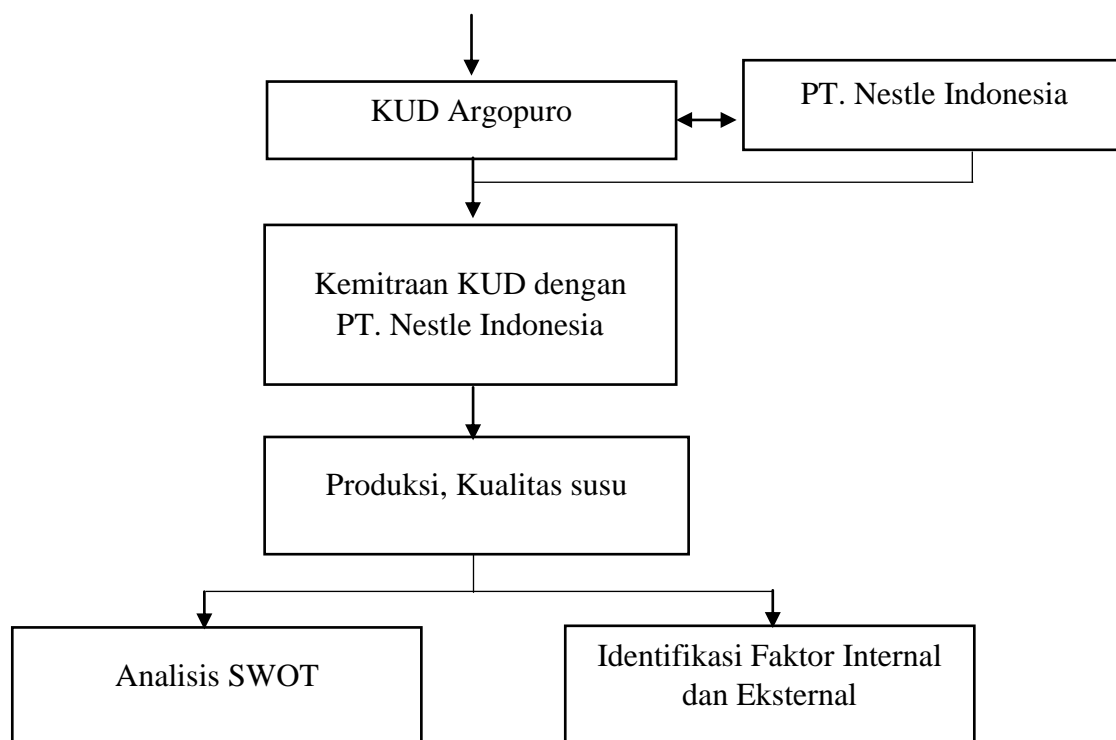 KUD Argopuro
PT. Nestle Indonesia
Kemitraan KUD dengan
PT. Nestle Indonesia
Produksi, Kualitas susu
Analisis SWOT
Identifikasi Faktor Internal
dan Eksternal